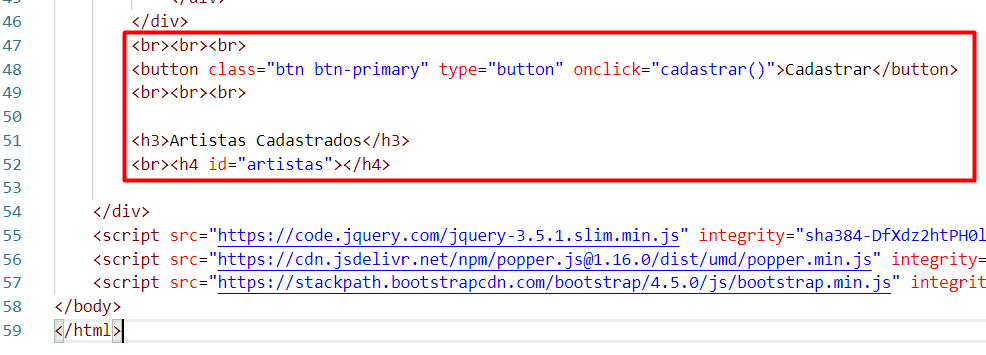 45 </div>
46 </div>
47 <br><br><br>
48 <button class="btn btn-primary" type="button" onclick="cadastrar()">Cadastrar</button>
49 <br><br><br>
50
51 <h3>Artistas Cadastrados</h3>
52 <br><h4 id="artistas"></h4>
53
54 </div>
55 <script src="https://code.jquery.com/jquery-3.5.1.slim.min.js" integrity="sha384-DfXdz2htPH0l
56 <script src="https://cdn.jsdelivr.net/npm/popper.js@1.16.0/dist/umd/popper.min.js" integrity=
57 <script src="https://stackpath.bootstrapcdn.com/bootstrap/4.5.0/js/bootstrap.min.js" integrit
58 </body>
59 </html>